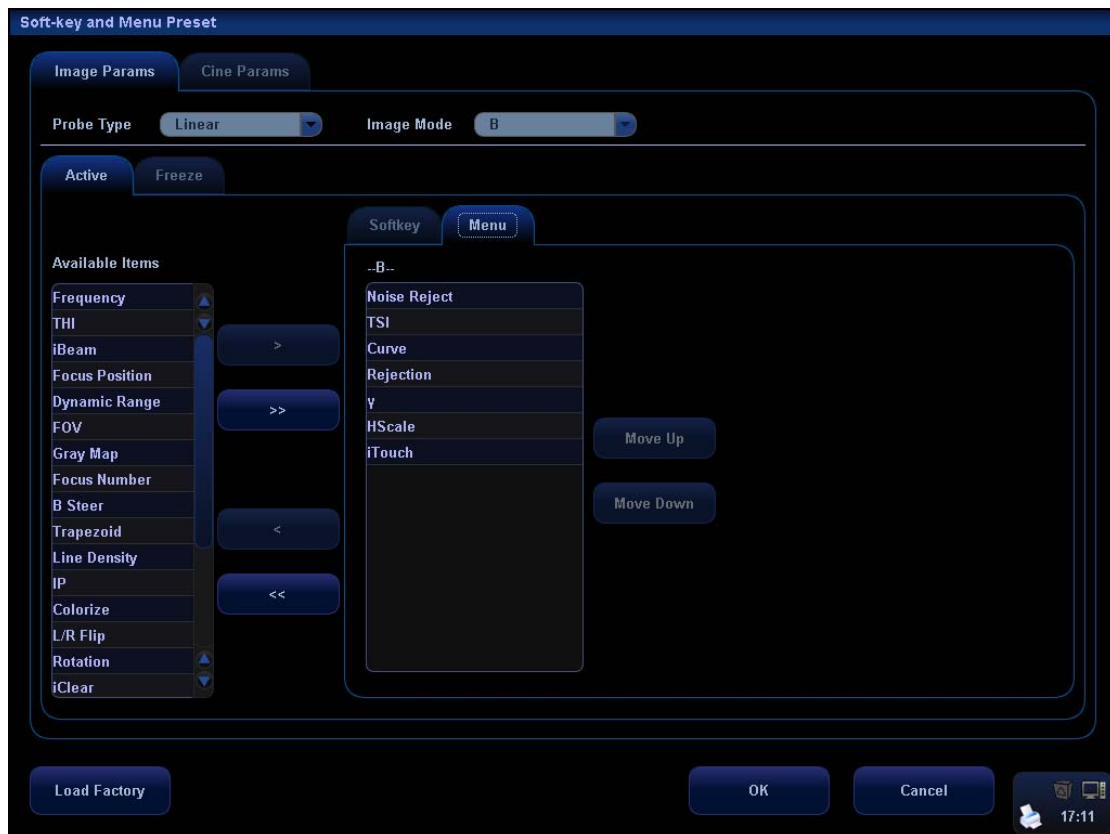 Soft-key and Menu Preset
Image Params Cine Params
Probe Type Linear Image Mode B
Active Freeze
Softkey Menu
Available Items
Frequency
THI
iBeam
Focus Position
Dynamic Range
FOV
Gray Map
Focus Number
B Steer
Trapezoid
Line Density
IP
Colorize
L/R Flip
Rotation
iClear
>
>>
<
<<
--B--
Noise Reject
TSI
Curve
Rejection
γ
HScale
iTouch
Move Up
Move Down
Load Factory OK Cancel
17:11